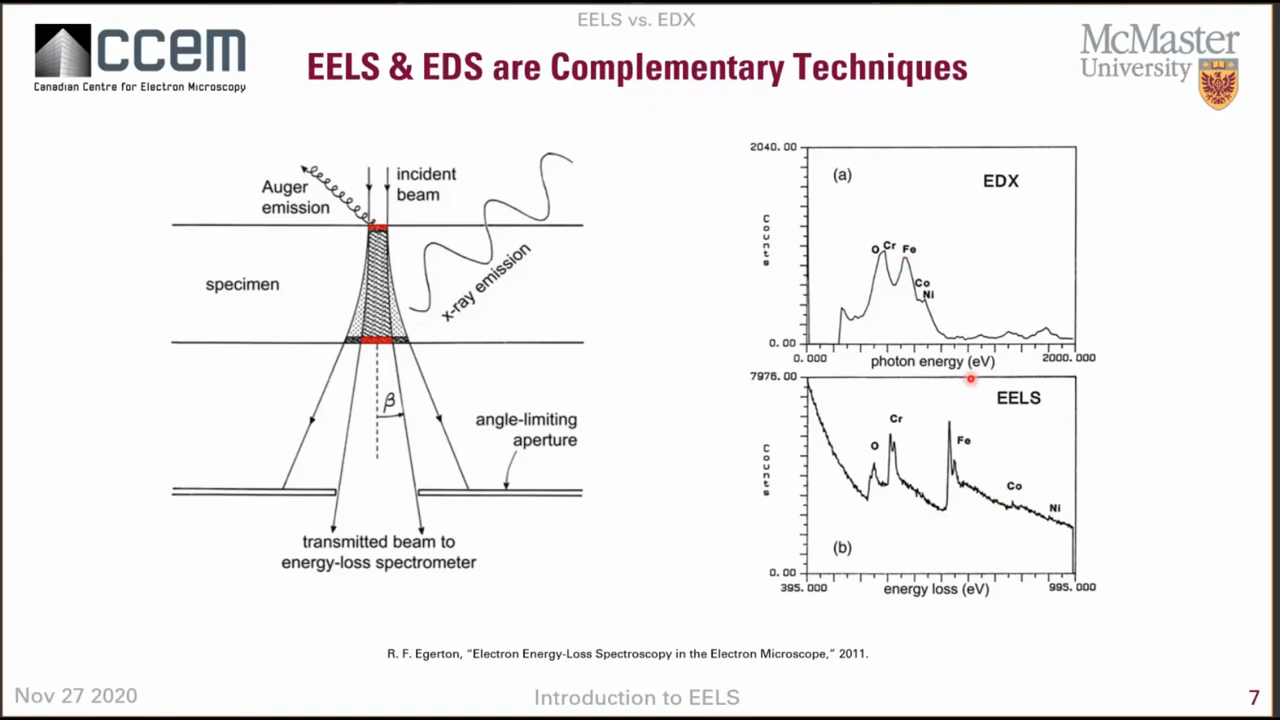 EELS vs. EDX
ccem
Canadian Centre for Electron Microscopy
EELS & EDS are Complementary Techniques
McMaster
University
Auger
emission
incident
beam
specimen
x-ray emission
β
angle-limiting
aperture
transmitted beam to
energy-loss spectrometer
2040.00
(a)
EDX
Counts
O
Cr
Fe
Co
Ni
0.00
0.000
photon energy (eV)
2000.000
7976.00
EELS
Cr
O
Fe
Counts
Co
Ni
(b)
0.00
395.000
energy loss (eV)
995.000
R. F. Egerton, “Electron Energy-Loss Spectroscopy in the Electron Microscope,” 2011.
Nov 27 2020
Introduction to EELS
7